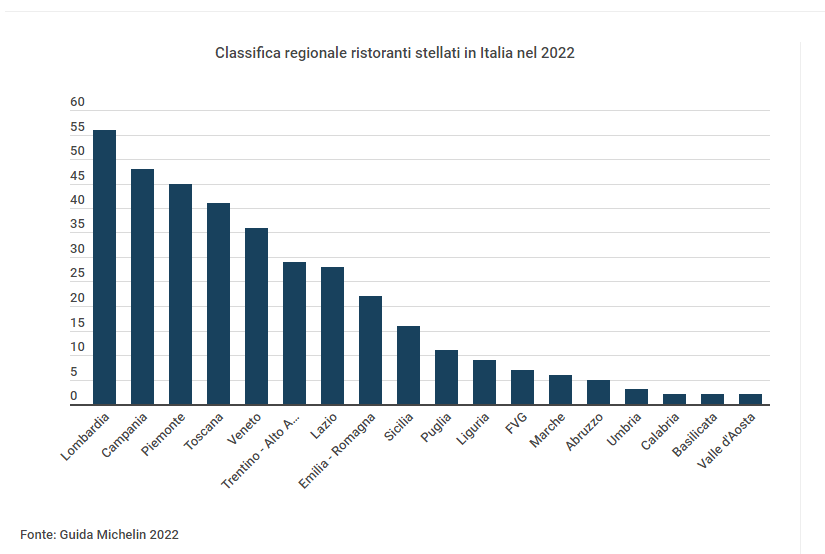 Classifica regionale ristoranti stellati in Italia nel 2022
60
55
50
45
40
35
30
25
20
15
10
5
0
Lombardia
Campania
Piemonte
Toscana
Veneto
Trentino - Alto A...
Lazio
Emilia - Romagna
Sicilia
Puglia
Liguria
FVG
Marche
Abruzzo
Umbria
Calabria
Basilicata
Valle d'Aosta
Fonte: Guida Michelin 2022